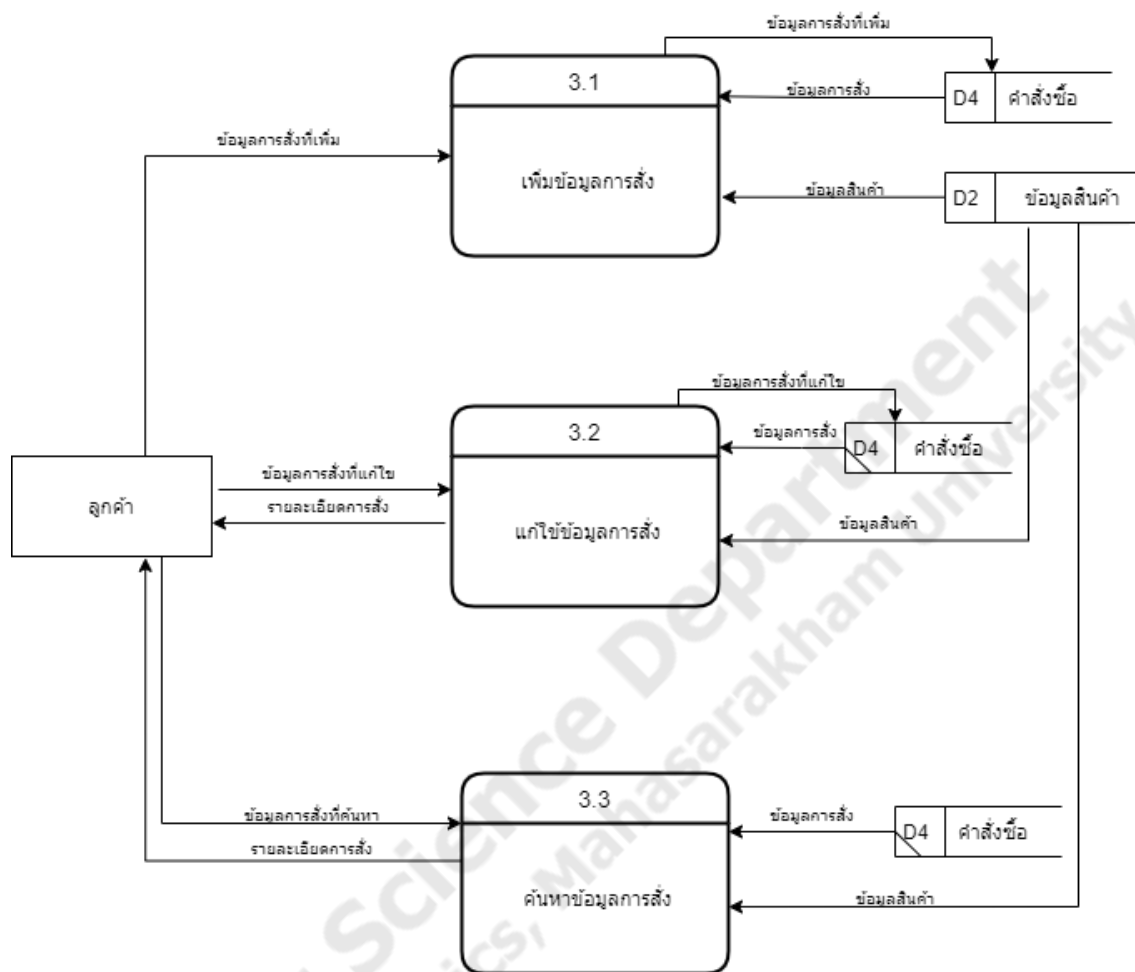 ข้อมูลการสั่งที่เพิ่ม
3.1
ข้อมูลการสั่ง
D4 คำสั่งซื้อ
ข้อมูลการสั่งที่เพิ่ม
เพิ่มข้อมูลการสั่ง
ข้อมูลสินค้า
D2 ข้อมูลสินค้า
ข้อมูลการสั่งที่แก้ไข
3.2
ข้อมูลการสั่ง
D4 คำสั่งซื้อ
ลูกค้า
ข้อมูลการสั่งที่แก้ไข
รายละเอียดการสั่ง
แก้ไข้ข้อมูลการสั่ง
ข้อมูลสินค้า
3.3
ข้อมูลการสั่งที่ค้นหา
ข้อมูลการสั่ง
D4 คำสั่งซื้อ
รายละเอียดการสั่ง
ค้นหาข้อมูลการสั่ง
ข้อมูลสินค้า
Science Department
ics, Mahasarakham University